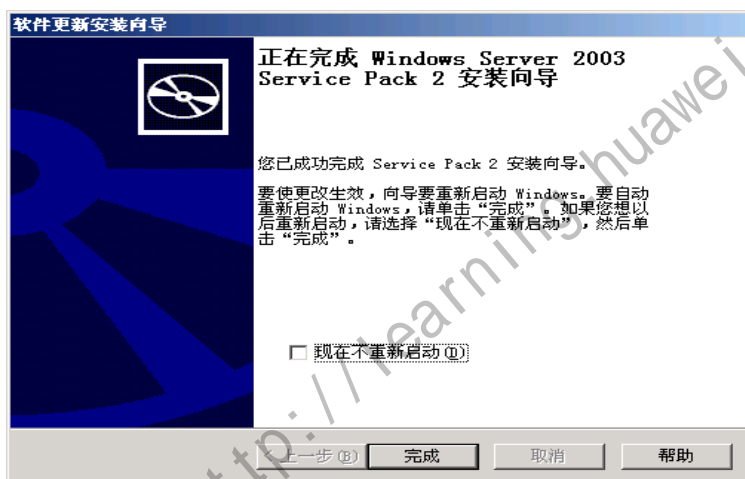 软件更新安装向导
正在完成 Windows Server 2003
Service Pack 2 安装向导
您已成功完成 Service Pack 2 安装向导。
要使更改生效，向导要重新启动 Windows。要自动
重新启动 Windows，请单击“完成”。如果您想以
后重新启动，请选择“现在不重新启动”，然后单
击“完成”。
现在不重新启动(D)
< 上一步(B)
完成
取消
帮助
http://learning.huawei